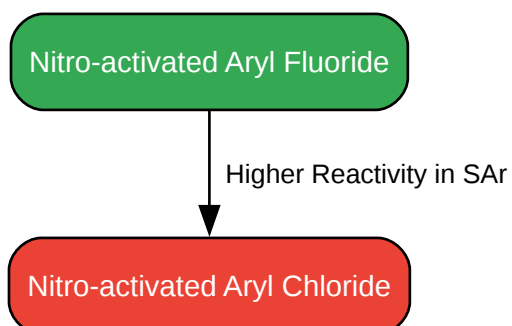 Nitro-activated Aryl Fluoride
Higher Reactivity in SAr
Nitro-activated Aryl Chloride